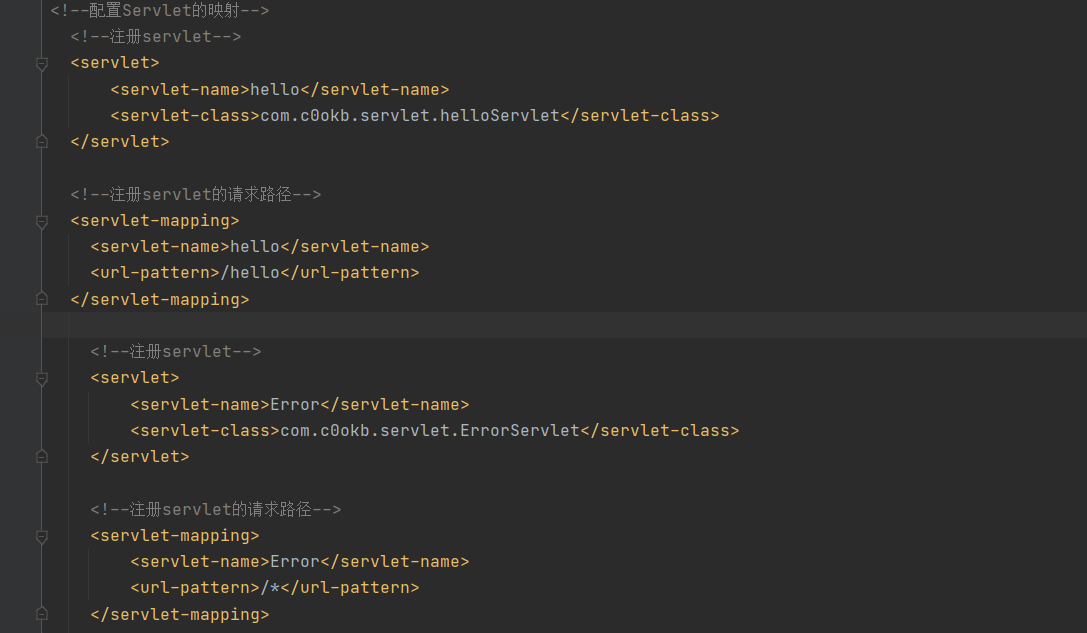 <!--配置Servlet的映射-->
<!--注册servlet-->
<servlet>
<servlet-name>hello</servlet-name>
<servlet-class>com.c0okb.servlet.helloServlet</servlet-class>
</servlet>
<!--注册servlet的请求路径-->
<servlet-mapping>
<servlet-name>hello</servlet-name>
<url-pattern>/hello</url-pattern>
</servlet-mapping>
<!--注册servlet-->
<servlet>
<servlet-name>Error</servlet-name>
<servlet-class>com.c0okb.servlet.ErrorServlet</servlet-class>
</servlet>
<!--注册servlet的请求路径-->
<servlet-mapping>
<servlet-name>Error</servlet-name>
<url-pattern>/*</url-pattern>
</servlet-mapping>